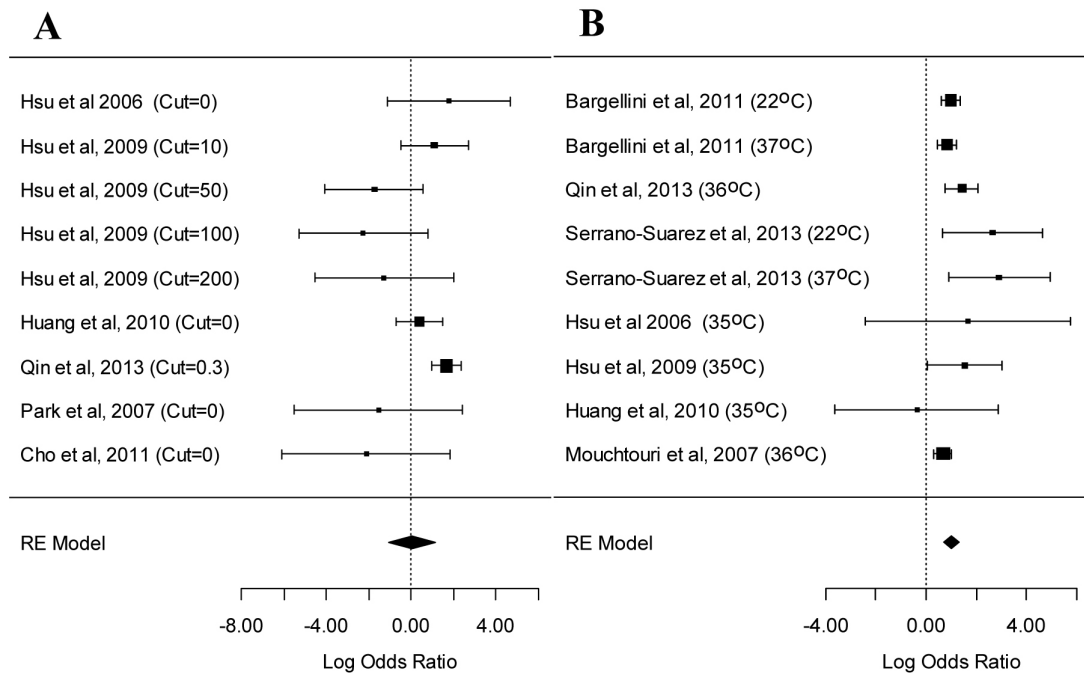 A
Hsu et al 2006 (Cut=0)
Hsu et al, 2009 (Cut=10)
Hsu et al, 2009 (Cut=50)
Hsu et al, 2009 (Cut=100)
Hsu et al, 2009 (Cut=200)
Huang et al, 2010 (Cut=0)
Qin et al, 2013 (Cut=0.3)
Park et al, 2007 (Cut=0)
Cho et al, 2011 (Cut=0)
RE Model
-8.00 -4.00 0.00 4.00
Log Odds Ratio
B
Bargellini et al, 2011 (22ºC)
Bargellini et al, 2011 (37ºC)
Qin et al, 2013 (36ºC)
Serrano-Suarez et al, 2013 (22ºC)
Serrano-Suarez et al, 2013 (37ºC)
Hsu et al 2006 (35ºC)
Hsu et al, 2009 (35ºC)
Huang et al, 2010 (35ºC)
Mouchtouri et al, 2007 (36ºC)
RE Model
-4.00 0.00 4.00
Log Odds Ratio